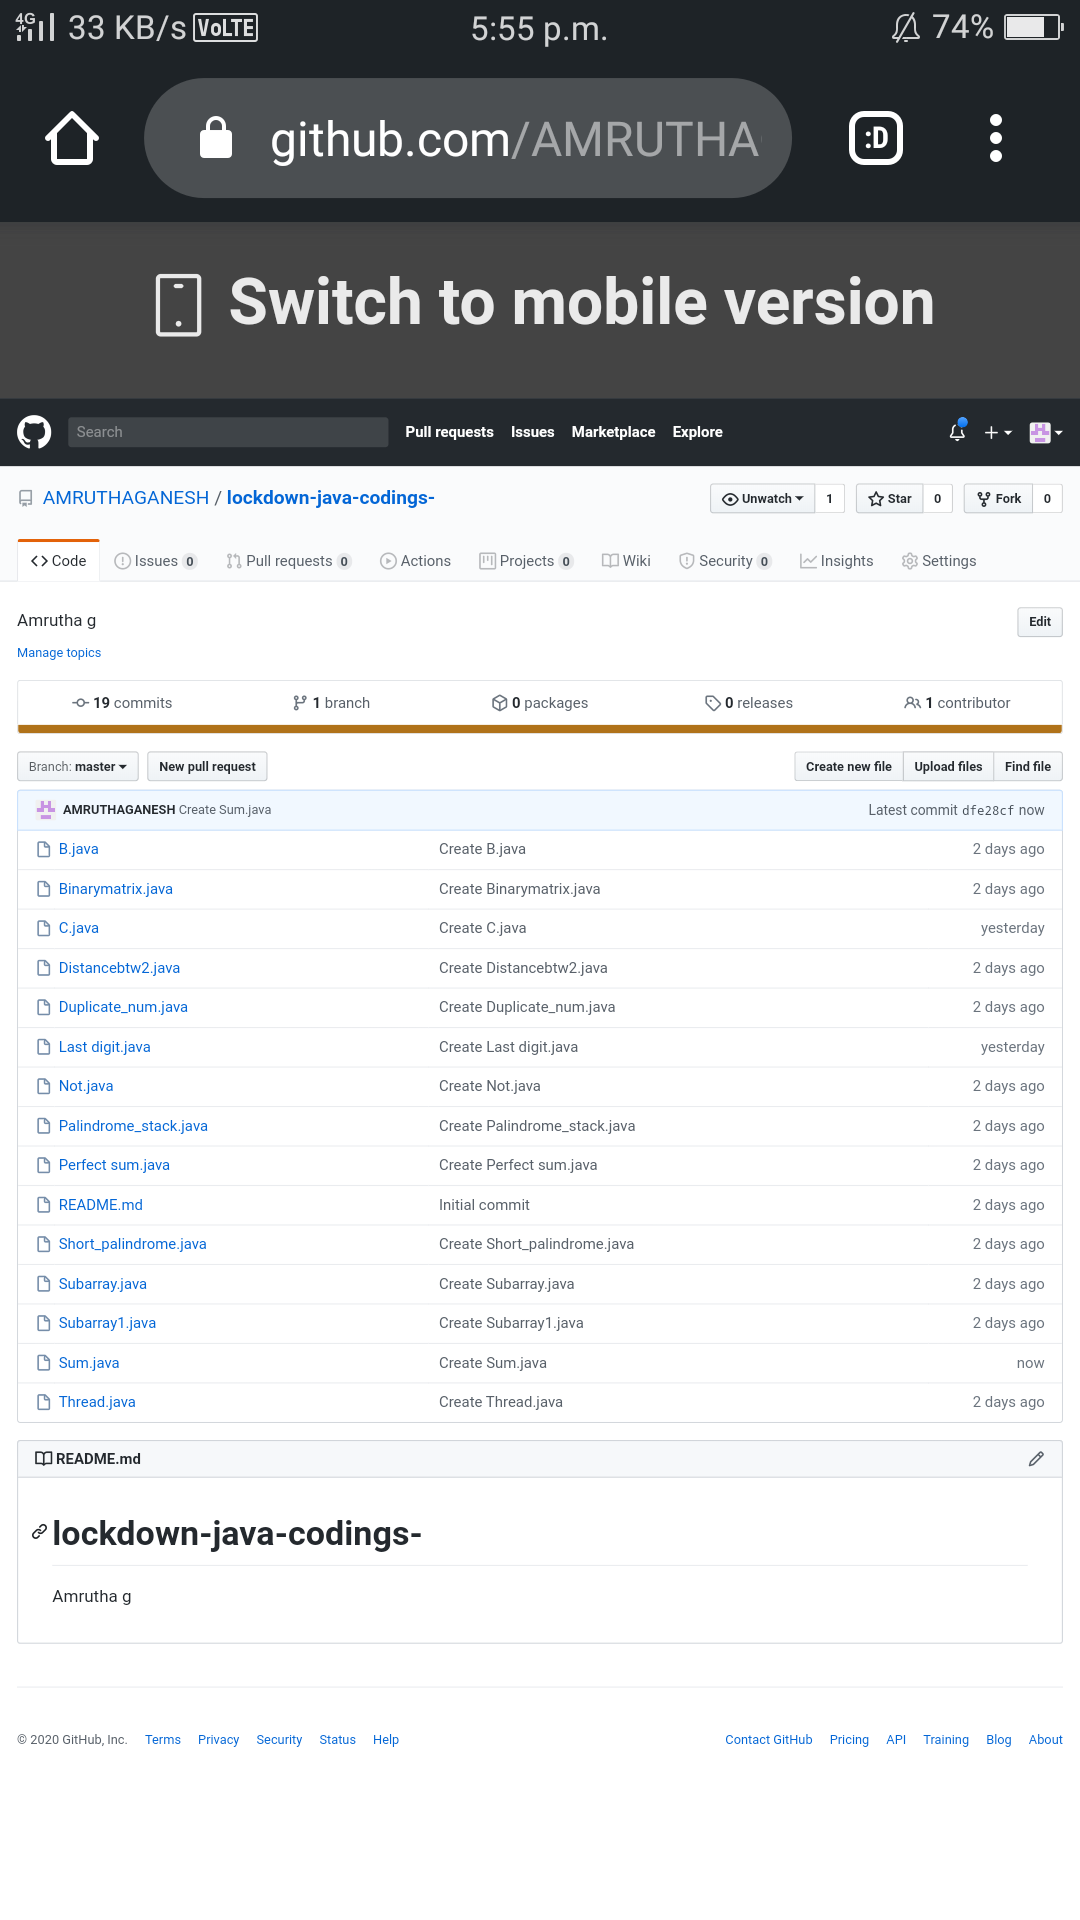 4G 33 KB/s VoLTE 5:55 p.m. 74%
github.com/AMRUTHA :D
Switch to mobile version
Search Pull requests Issues Marketplace Explore
AMRUTHAGANESH / lockdown-java-codings- Unwatch 1 Star 0 Fork 0
Code Issues 0 Pull requests 0 Actions Projects 0 Wiki Security 0 Insights Settings
Amrutha g Edit
Manage topics
19 commits 1 branch 0 packages 0 releases 1 contributor
Branch: master New pull request Create new file Upload files Find file
AMRUTHAGANESH Create Sum.java Latest commit dfe28cf now
B.java Create B.java 2 days ago
Binarymatrix.java Create Binarymatrix.java 2 days ago
C.java Create C.java yesterday
Distancebtw2.java Create Distancebtw2.java 2 days ago
Duplicate_num.java Create Duplicate_num.java 2 days ago
Last digit.java Create Last digit.java yesterday
Not.java Create Not.java 2 days ago
Palindrome_stack.java Create Palindrome_stack.java 2 days ago
Perfect sum.java Create Perfect sum.java 2 days ago
README.md Initial commit 2 days ago
Short_palindrome.java Create Short_palindrome.java 2 days ago
Subarray.java Create Subarray.java 2 days ago
Subarray1.java Create Subarray1.java 2 days ago
Sum.java Create Sum.java now
Thread.java Create Thread.java 2 days ago
README.md
lockdown-java-codings-
Amrutha g
© 2020 GitHub, Inc. Terms Privacy Security Status Help Contact GitHub Pricing API Training Blog About